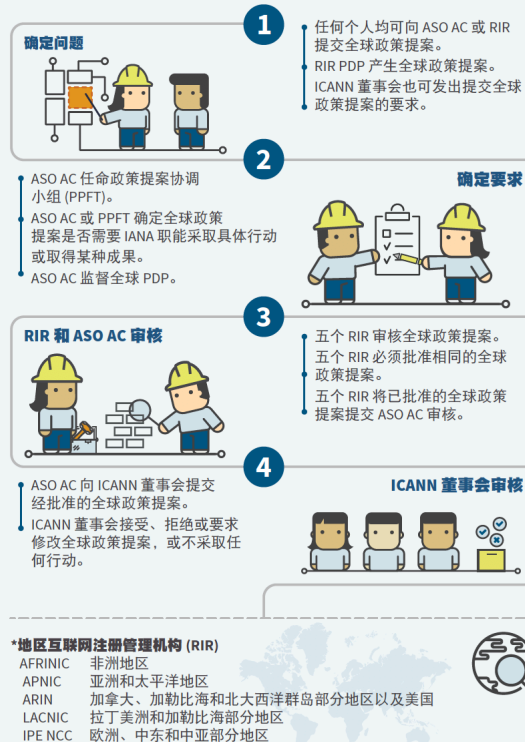 1
确定问题
任何个人均可向 ASO AC 或 RIR
提交全球政策提案。
RIR PDP 产生全球政策提案。
ICANN 董事会也可发出提交全球
政策提案的要求。
2
ASO AC 任命政策提案协调
小组 (PPFT)。
ASO AC 或 PPFT 确定全球政策
提案是否需要 IANA 职能采取具体行动
或取得某种成果。
ASO AC 监督全球 PDP。
确定要求
3
RIR 和 ASO AC 审核
五个 RIR 审核全球政策提案。
五个 RIR 必须批准相同的全球
政策提案。
五个 RIR 将已批准的全球政策
提案提交 ASO AC 审核。
4
ASO AC 向 ICANN 董事会提交
经批准的全球政策提案。
ICANN 董事会接受、拒绝或要求
修改全球政策提案，或不采取任
何行动。
ICANN 董事会审核
*地区互联网注册管理机构 (RIR)
AFRINIC 非洲地区
APNIC 亚洲和太平洋地区
ARIN 加拿大、加勒比海和北大西洋群岛部分地区以及美国
LACNIC 拉丁美洲和加勒比海部分地区
IPE NCC 欧洲、中东和中亚部分地区